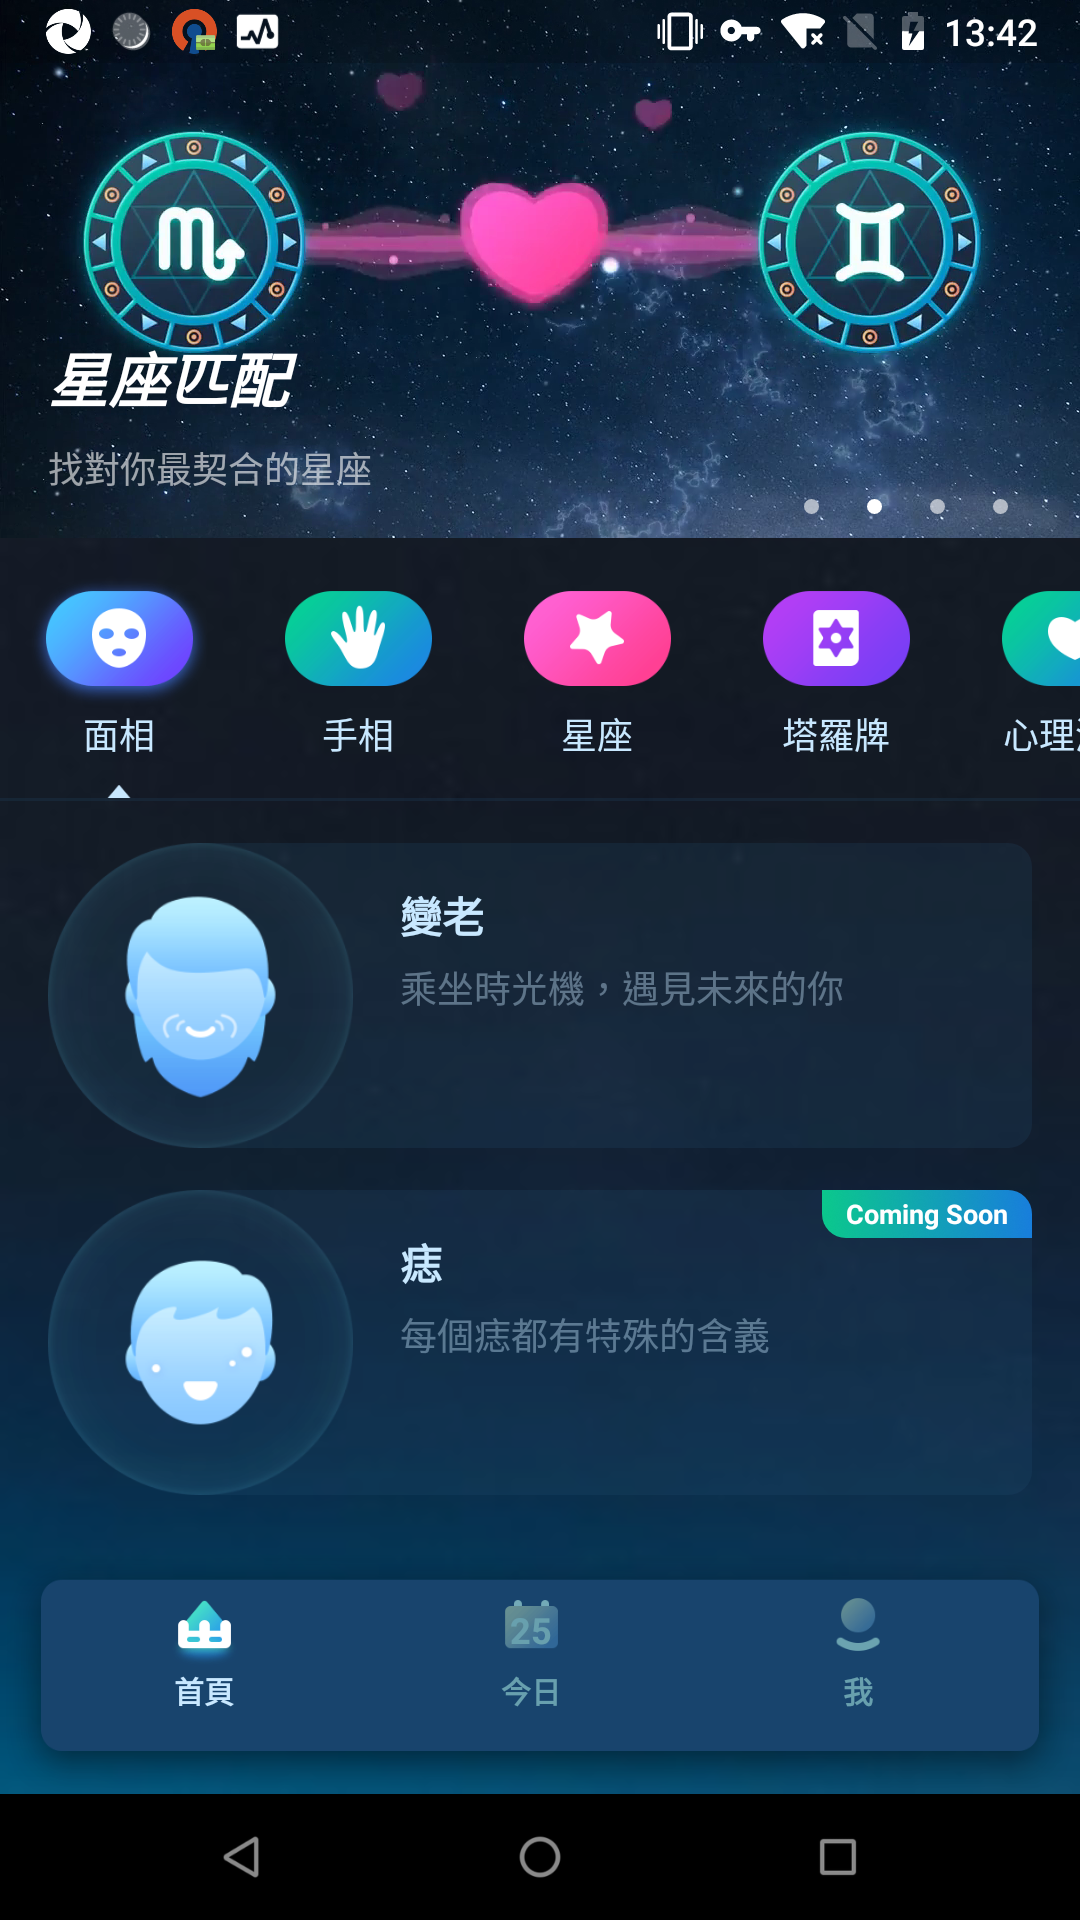 13:42
星座匹配
找對你最契合的星座
面相
手相
星座
塔羅牌
心理
變老
乘坐時光機，遇見未來的你
Coming Soon
痣
每個痣都有特殊的含義
25
首頁
今日
我